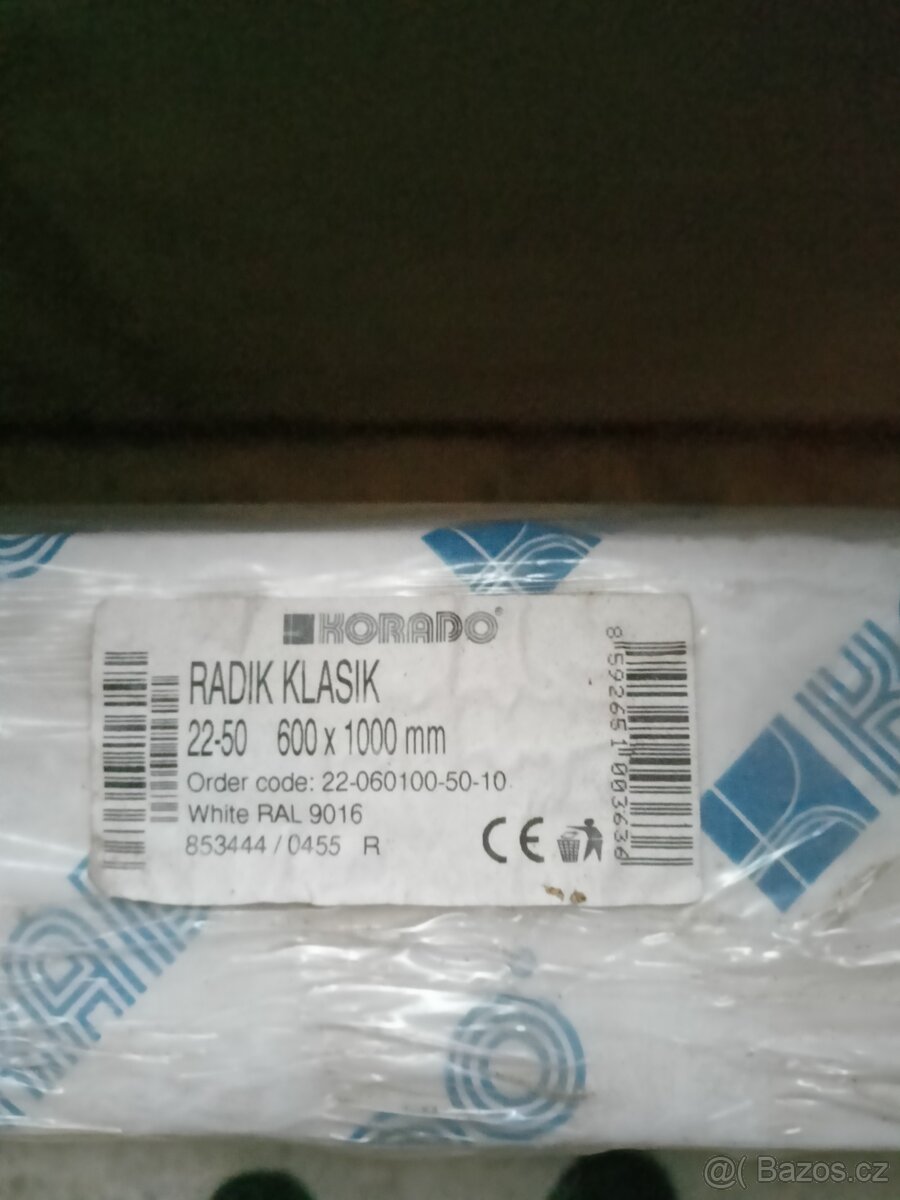 KORADO®
RADIK KLASIK
22-50 600 x 1000 mm
Order code: 22-060100-50-10
White RAL 9016
853444 / 0455 R
CE
8592651003636
@( Bazos.cz